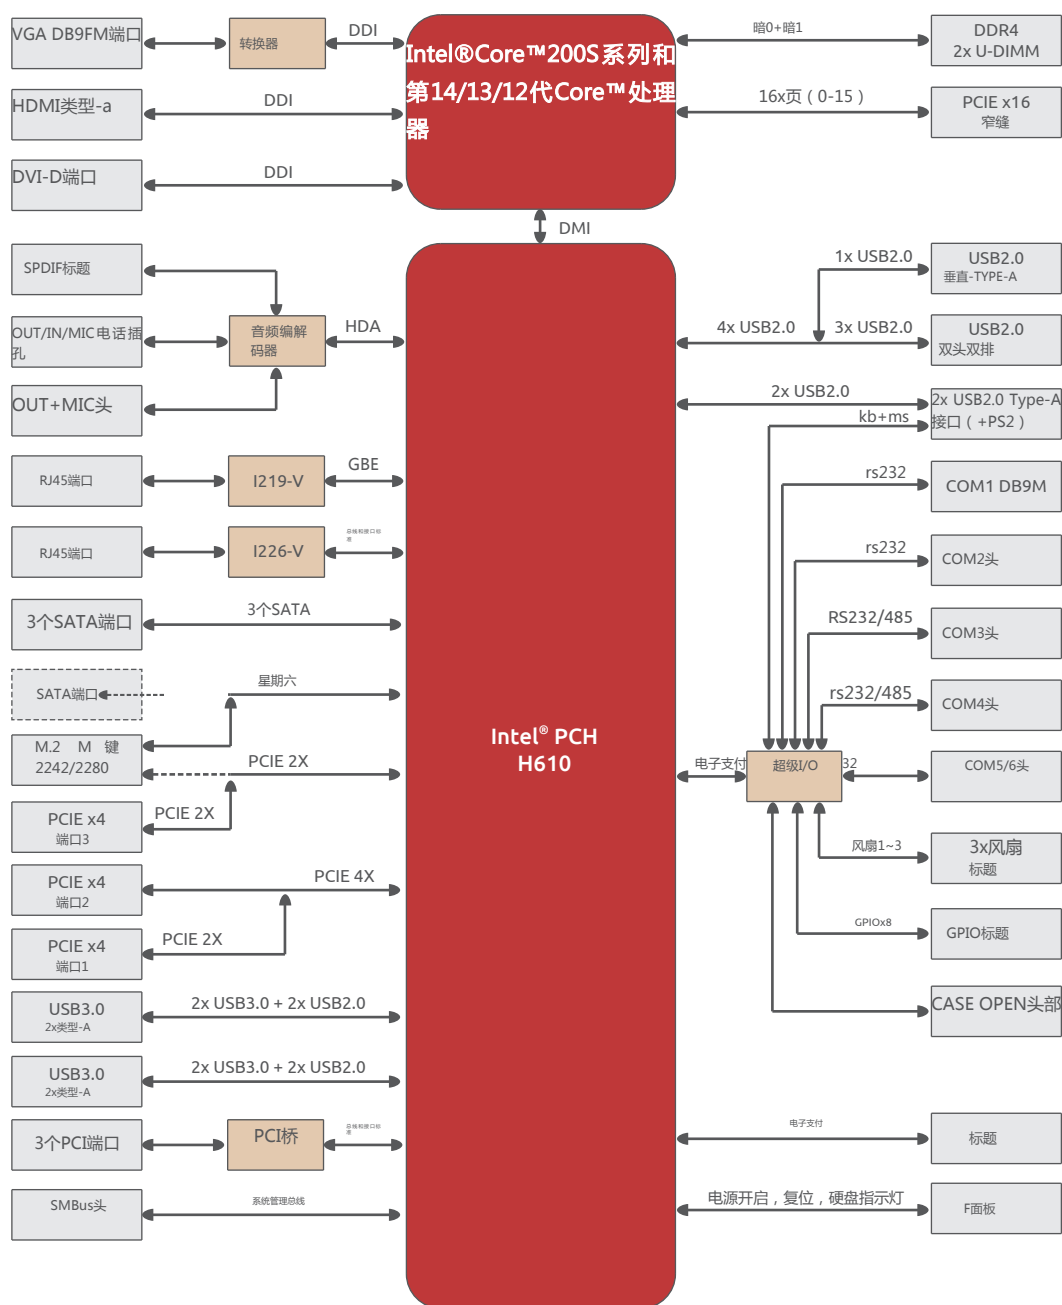 VGA DB9FM端口
转换器
DDI
Intel®Core™200S系列和
第14/13/12代Core™处理
器
暗0+暗1
DDR4
2x U-DIMM
HDMI类型-a
DDI
16x页（0-15）
PCIE x16
窄缝
DVI-D端口
DDI
DMI
SPDIF标题
1x USB2.0
USB2.0
垂直-TYPE-A
OUT/IN/MIC电话插
孔
音频编解
码器
HDA
4x USB2.0
3x USB2.0
USB2.0
双头双排
OUT+MIC头
2x USB2.0
kb+ms
2x USB2.0 Type-A
接口（+PS2）
RJ45端口
I219-V
GBE
rs232
COM1 DB9M
RJ45端口
I226-V
总线和接口标
准
rs232
COM2头
3个SATA端口
3个SATA
RS232/485
COM3头
SATA端口
星期六
rs232/485
COM4头
M.2 M 键
2242/2280
PCIE 2X
Intel® PCH
H610
电子支付
超级I/O
32
COM5/6头
PCIE x4
端口3
PCIE 2X
风扇1~3
3x风扇
标题
PCIE x4
端口2
PCIE 4X
GPIOx8
GPIO标题
PCIE x4
端口1
PCIE 2X
USB3.0
2x类型-A
2x USB3.0 + 2x USB2.0
CASE OPEN头部
USB3.0
2x类型-A
2x USB3.0 + 2x USB2.0
3个PCI端口
PCI桥
总线和接口标
准
电子支付
标题
SMBus头
系统管理总线
电源开启，复位，硬盘指示灯
F面板